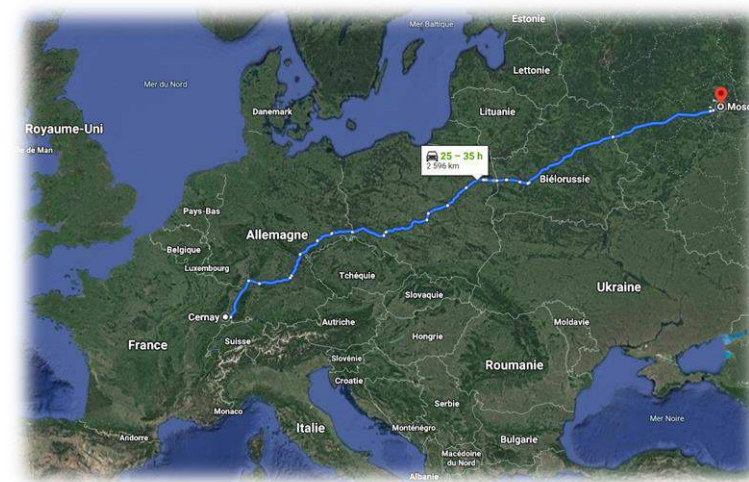 Estonie
Mer Baltique
Lettonie
Mer du Nord
Danemark
Lituanie
Mosc
Royaume-Uni
Île de Man
25 – 35 h
2 596 km
Biélorussie
Pays-Bas
Allemagne
Belgique
Luxembourg
Tchéquie
Ukraine
Slovaquie
Cernay
Autriche
Moldavie
France
Suisse
Hongrie
Slovénie
Roumanie
Croatie
Monaco
Serbie
Mer Noire
Italie
Monténégro
Andorre
Bulgarie
Macédoine
du Nord
Albanie